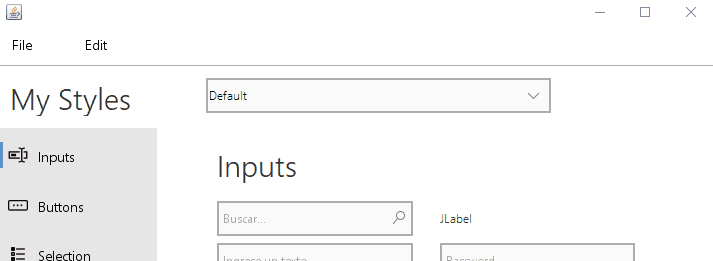 File Edit
My Styles
Default
Inputs
Inputs
Buscar...
JLabel
Buttons
Selection
Ingrese un texto
Password